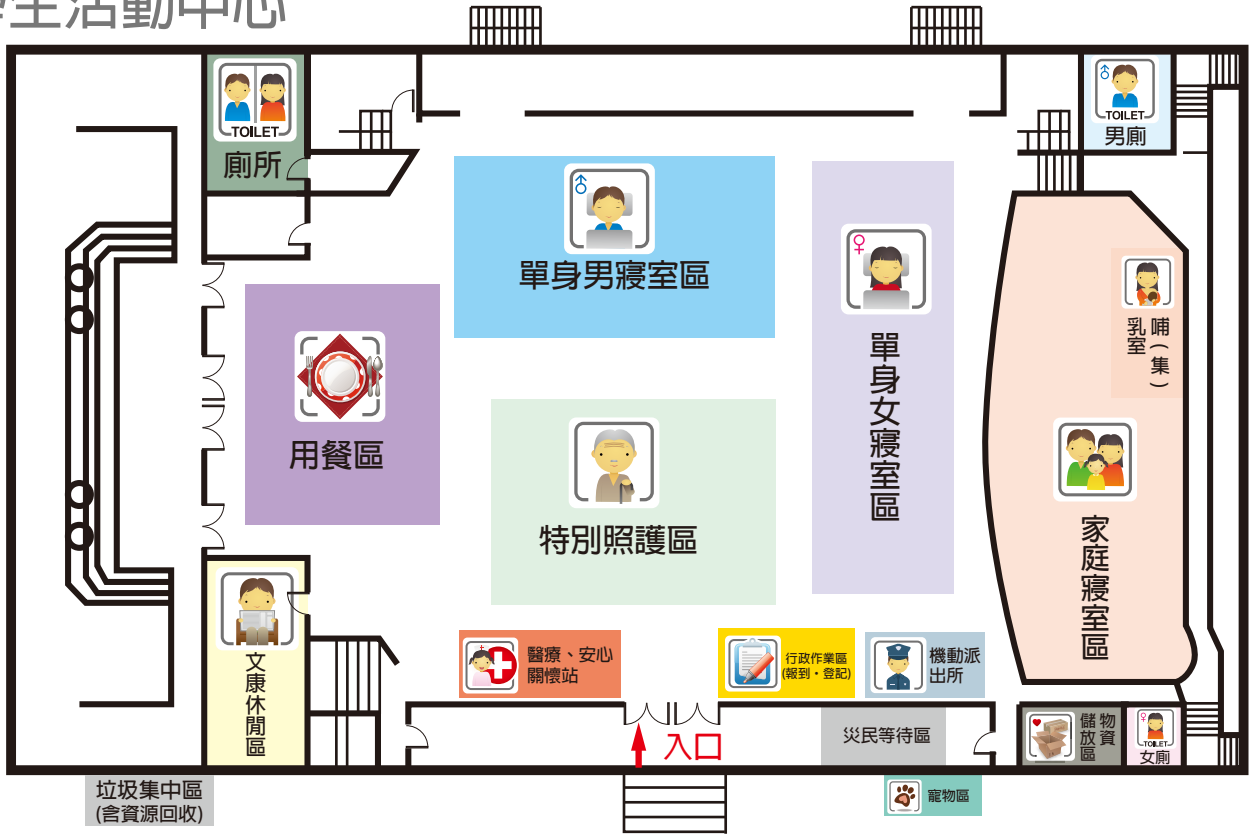 生活動中心
TOILET
廁所
TOILET
男廁
單身男寢室區
單身女寢室區
哺(集)
乳室
用餐區
特別照護區
家庭寢室區
文康休閒區
醫療、安心
關懷站
行政作業區
(報到・登記)
機動派
出所
入口
災民等待區
物資
儲放區
TOILET
女廁
垃圾集中區
(含資源回收)
寵物區